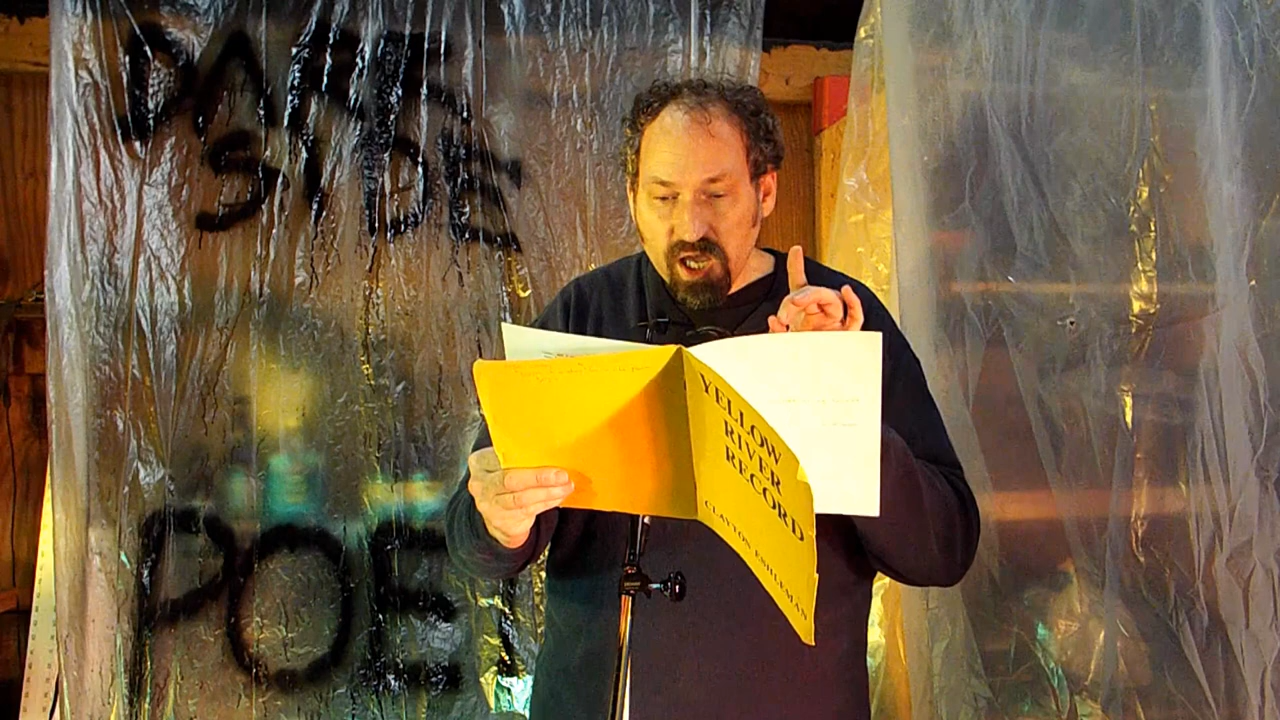 DARK
SIDE
POE
YELLOW
RIVER
RECORD
CLAYTON ESHLEMAN